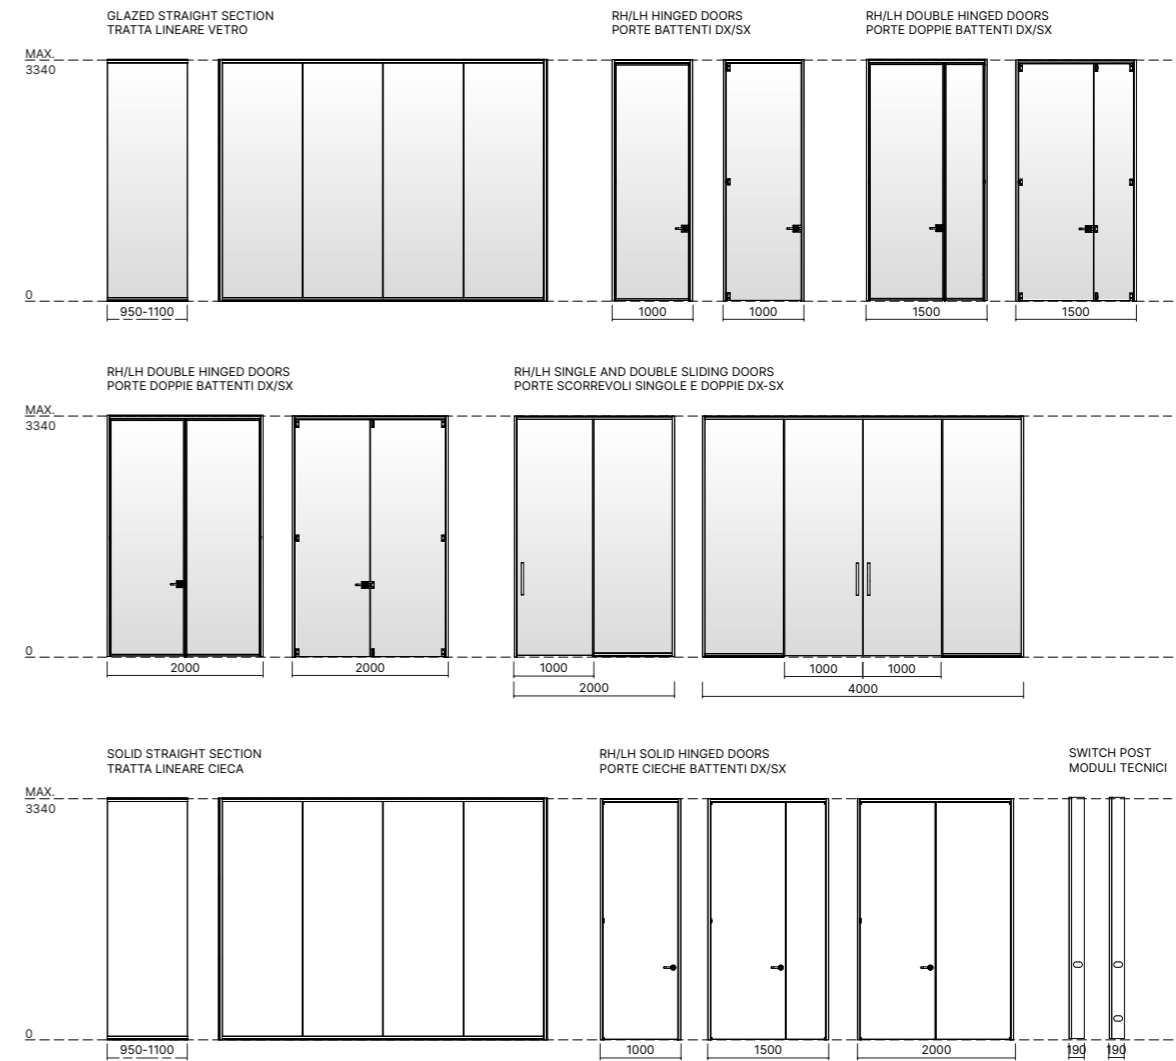 GLAZED STRAIGHT SECTION
TRATTA LINEARE VETRO
RH/LH HINGED DOORS
PORTE BATTENTI DX/SX
RH/LH DOUBLE HINGED DOORS
PORTE DOPPIE BATTENTI DX/SX
MAX.
3340
0
950-1100
1000
1000
1500
1500
RH/LH DOUBLE HINGED DOORS
PORTE DOPPIE BATTENTI DX/SX
RH/LH SINGLE AND DOUBLE SLIDING DOORS
PORTE SCORREVOLI SINGOLE E DOPPIE DX-SX
MAX.
3340
0
2000
2000
1000
2000
1000
1000
4000
SOLID STRAIGHT SECTION
TRATTA LINEARE CIECA
RH/LH SOLID HINGED DOORS
PORTE CIECHE BATTENTI DX/SX
SWITCH POST
MODULI TECNICI
MAX.
3340
0
950-1100
1000
1500
2000
190
190